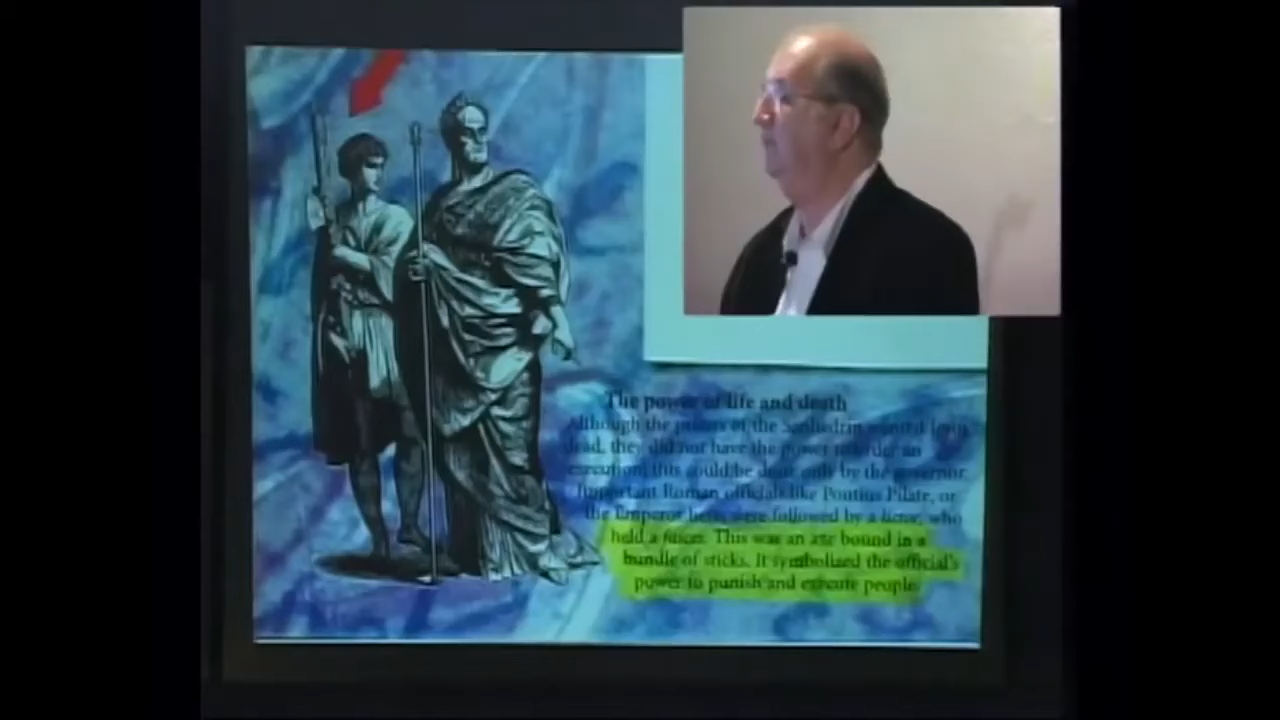 The power of life and death
Although the priests of the Sanhedrin wanted Jesus
dead, they did not have the power to order an
execution; this could be done only by the governor.
Important Roman officials like Pontius Pilate, or
the Emperor here, were followed by a lictor, who
held a fasces. This was an axe bound in a
bundle of sticks. It symbolized the official's
power to punish and execute people.